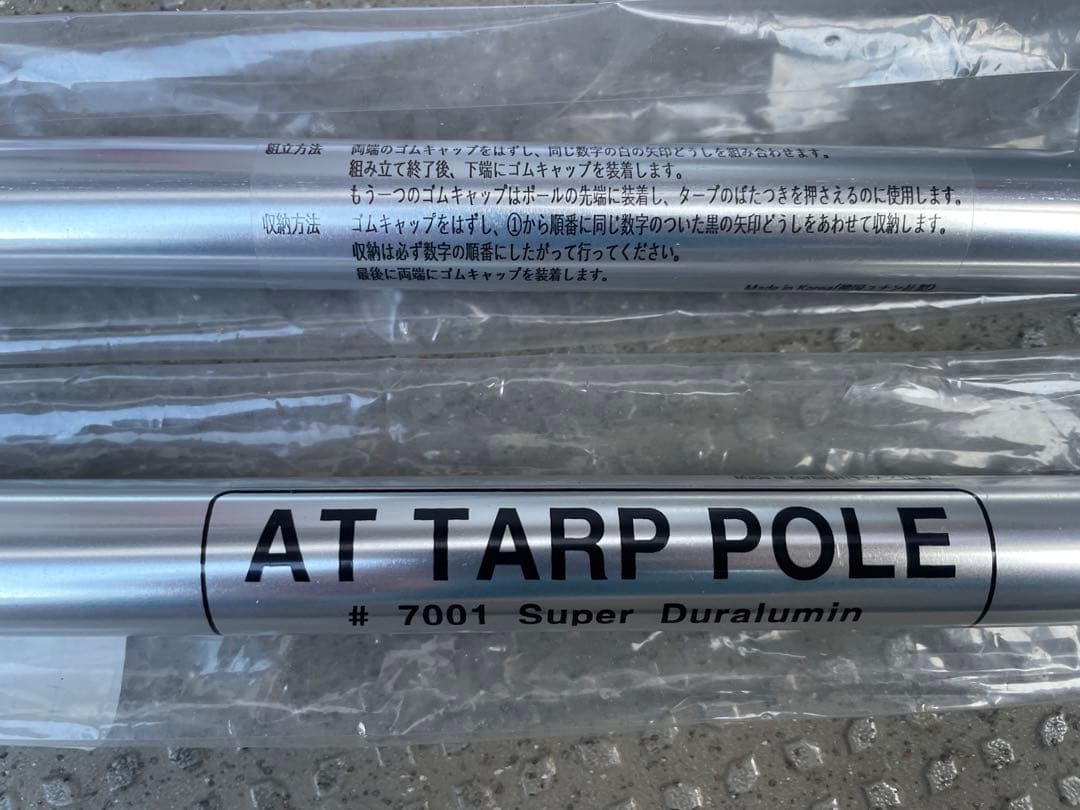 組立方法 両端のゴムキャップをはずし、同じ数字の白の矢印どうしを組み合わせます。
組み立て終了後、下端にゴムキャップを装着します。
もう一つのゴムキャップはポールの先端に装着し、タープのばたつきを押さえるのに使用します。
収納方法 ゴムキャップをはずし、①から順番に同じ数字のついた黒の矢印どうしをあわせて収納します。
収納は必ず数字の順番にしたがって行ってください。
最後に両端にゴムキャップを装着します。
Made in Korea
AT TARP POLE
# 7001 Super Duralumin